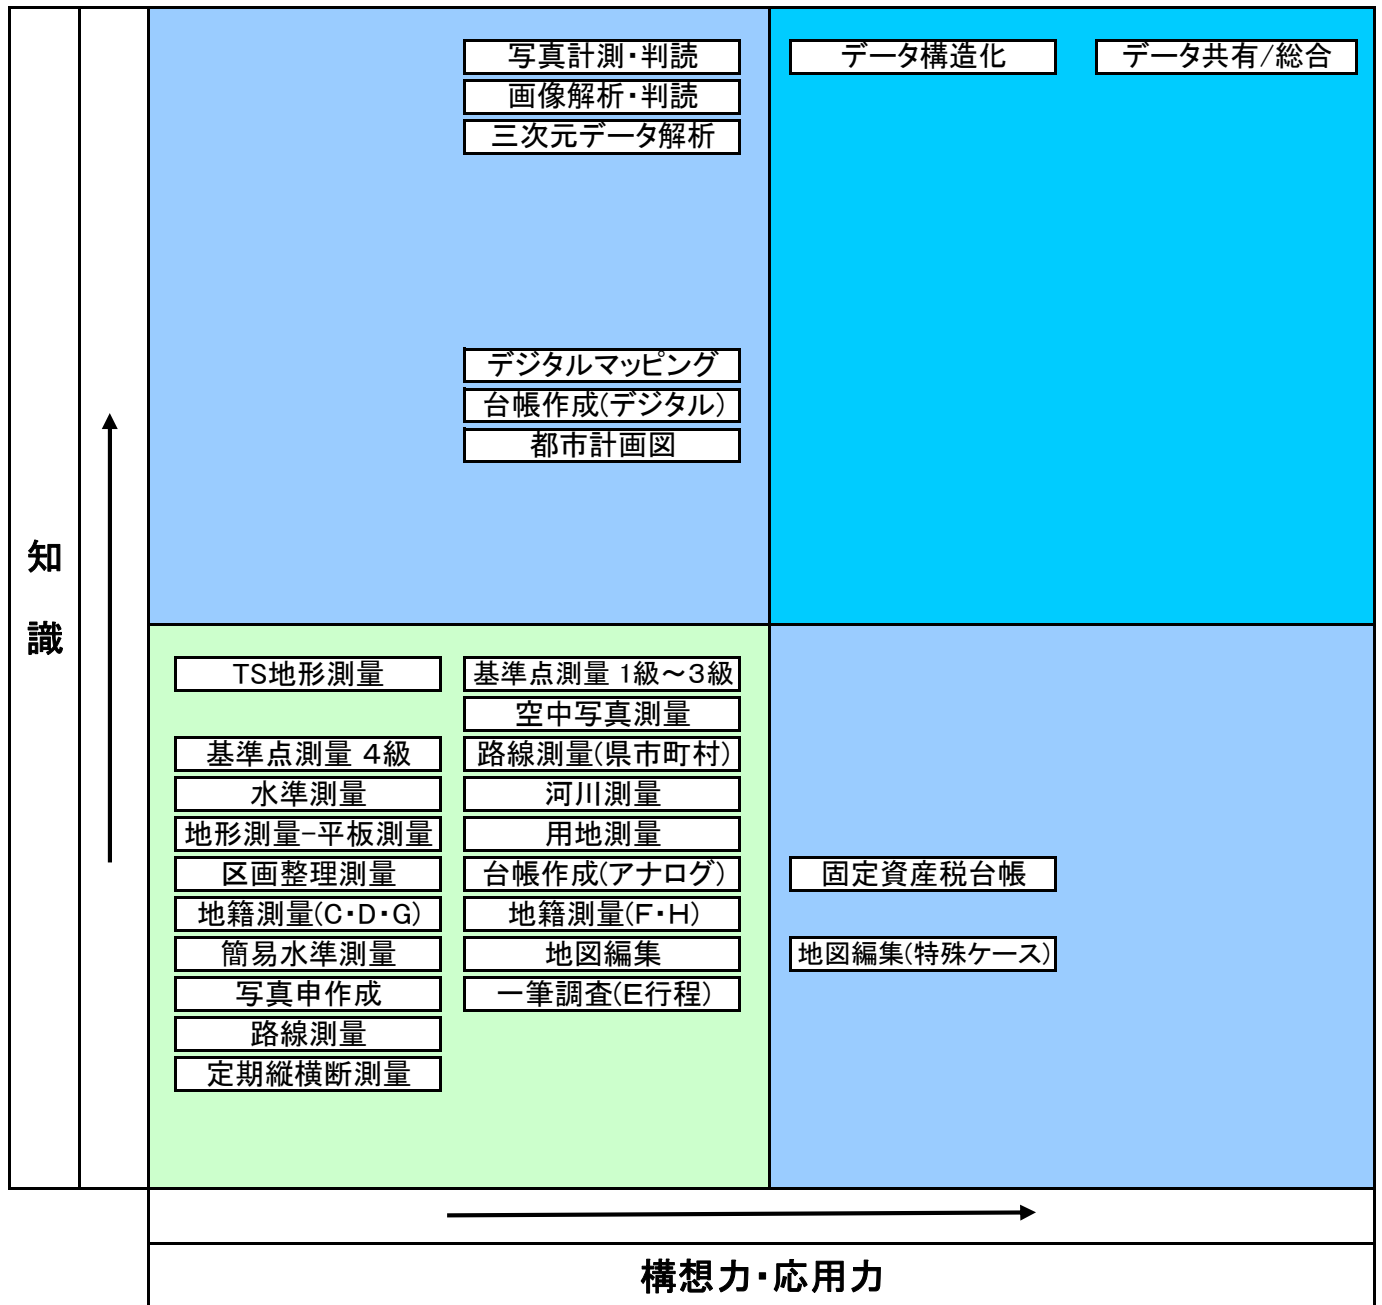 写真計測・判読
画像解析・判読
三次元データ解析
データ構造化
データ共有/総合
デジタルマッピング
台帳作成(デジタル)
都市計画図
知識
TS地形測量
基準点測量 4級
水準測量
地形測量-平板測量
区画整理測量
地籍測量(C・D・G)
簡易水準測量
写真申作成
路線測量
定期縦横断測量
基準点測量 1級～3級
空中写真測量
路線測量(県市町村)
河川測量
用地測量
台帳作成(アナログ)
地籍測量(F・H)
地図編集
一筆調査(E行程)
固定資産税台帳
地図編集(特殊ケース)
構想力・応用力